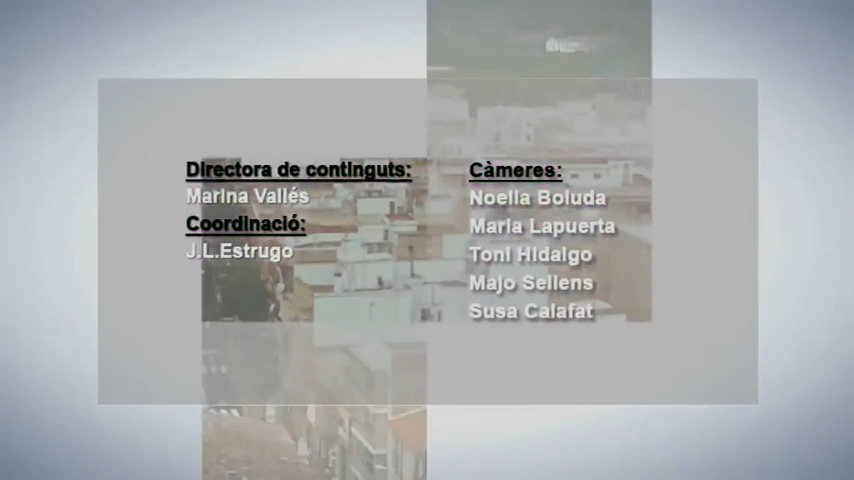 Directora de continguts:
Marina Vallés
Coordinació:
J.L.Estrugo
Càmeres:
Noelia Boluda
Maria Lapuerta
Toni Hidalgo
Majo Sellens
Susa Calafat